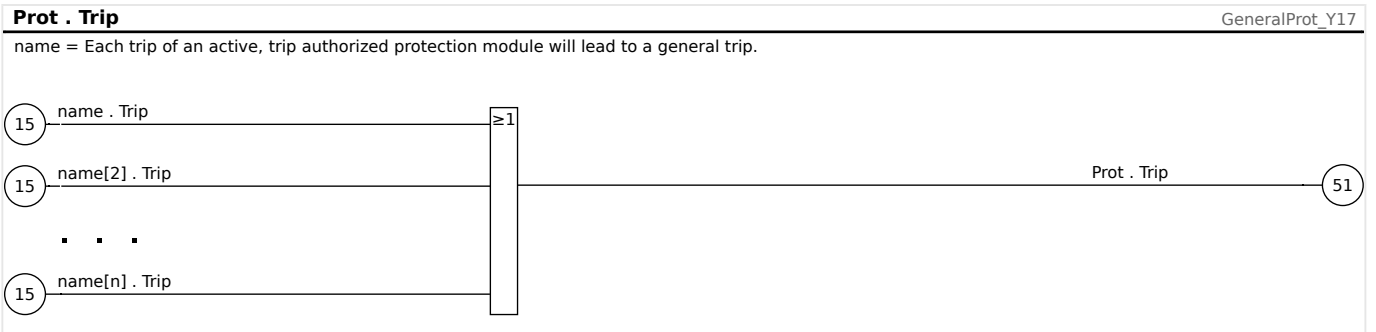 Prot . Trip
GeneralProt_Y17
name = Each trip of an active, trip authorized protection module will lead to a general trip.
name . Trip
15
≥1
name[2] . Trip
15
Prot . Trip
51
. . .
name[n] . Trip
15